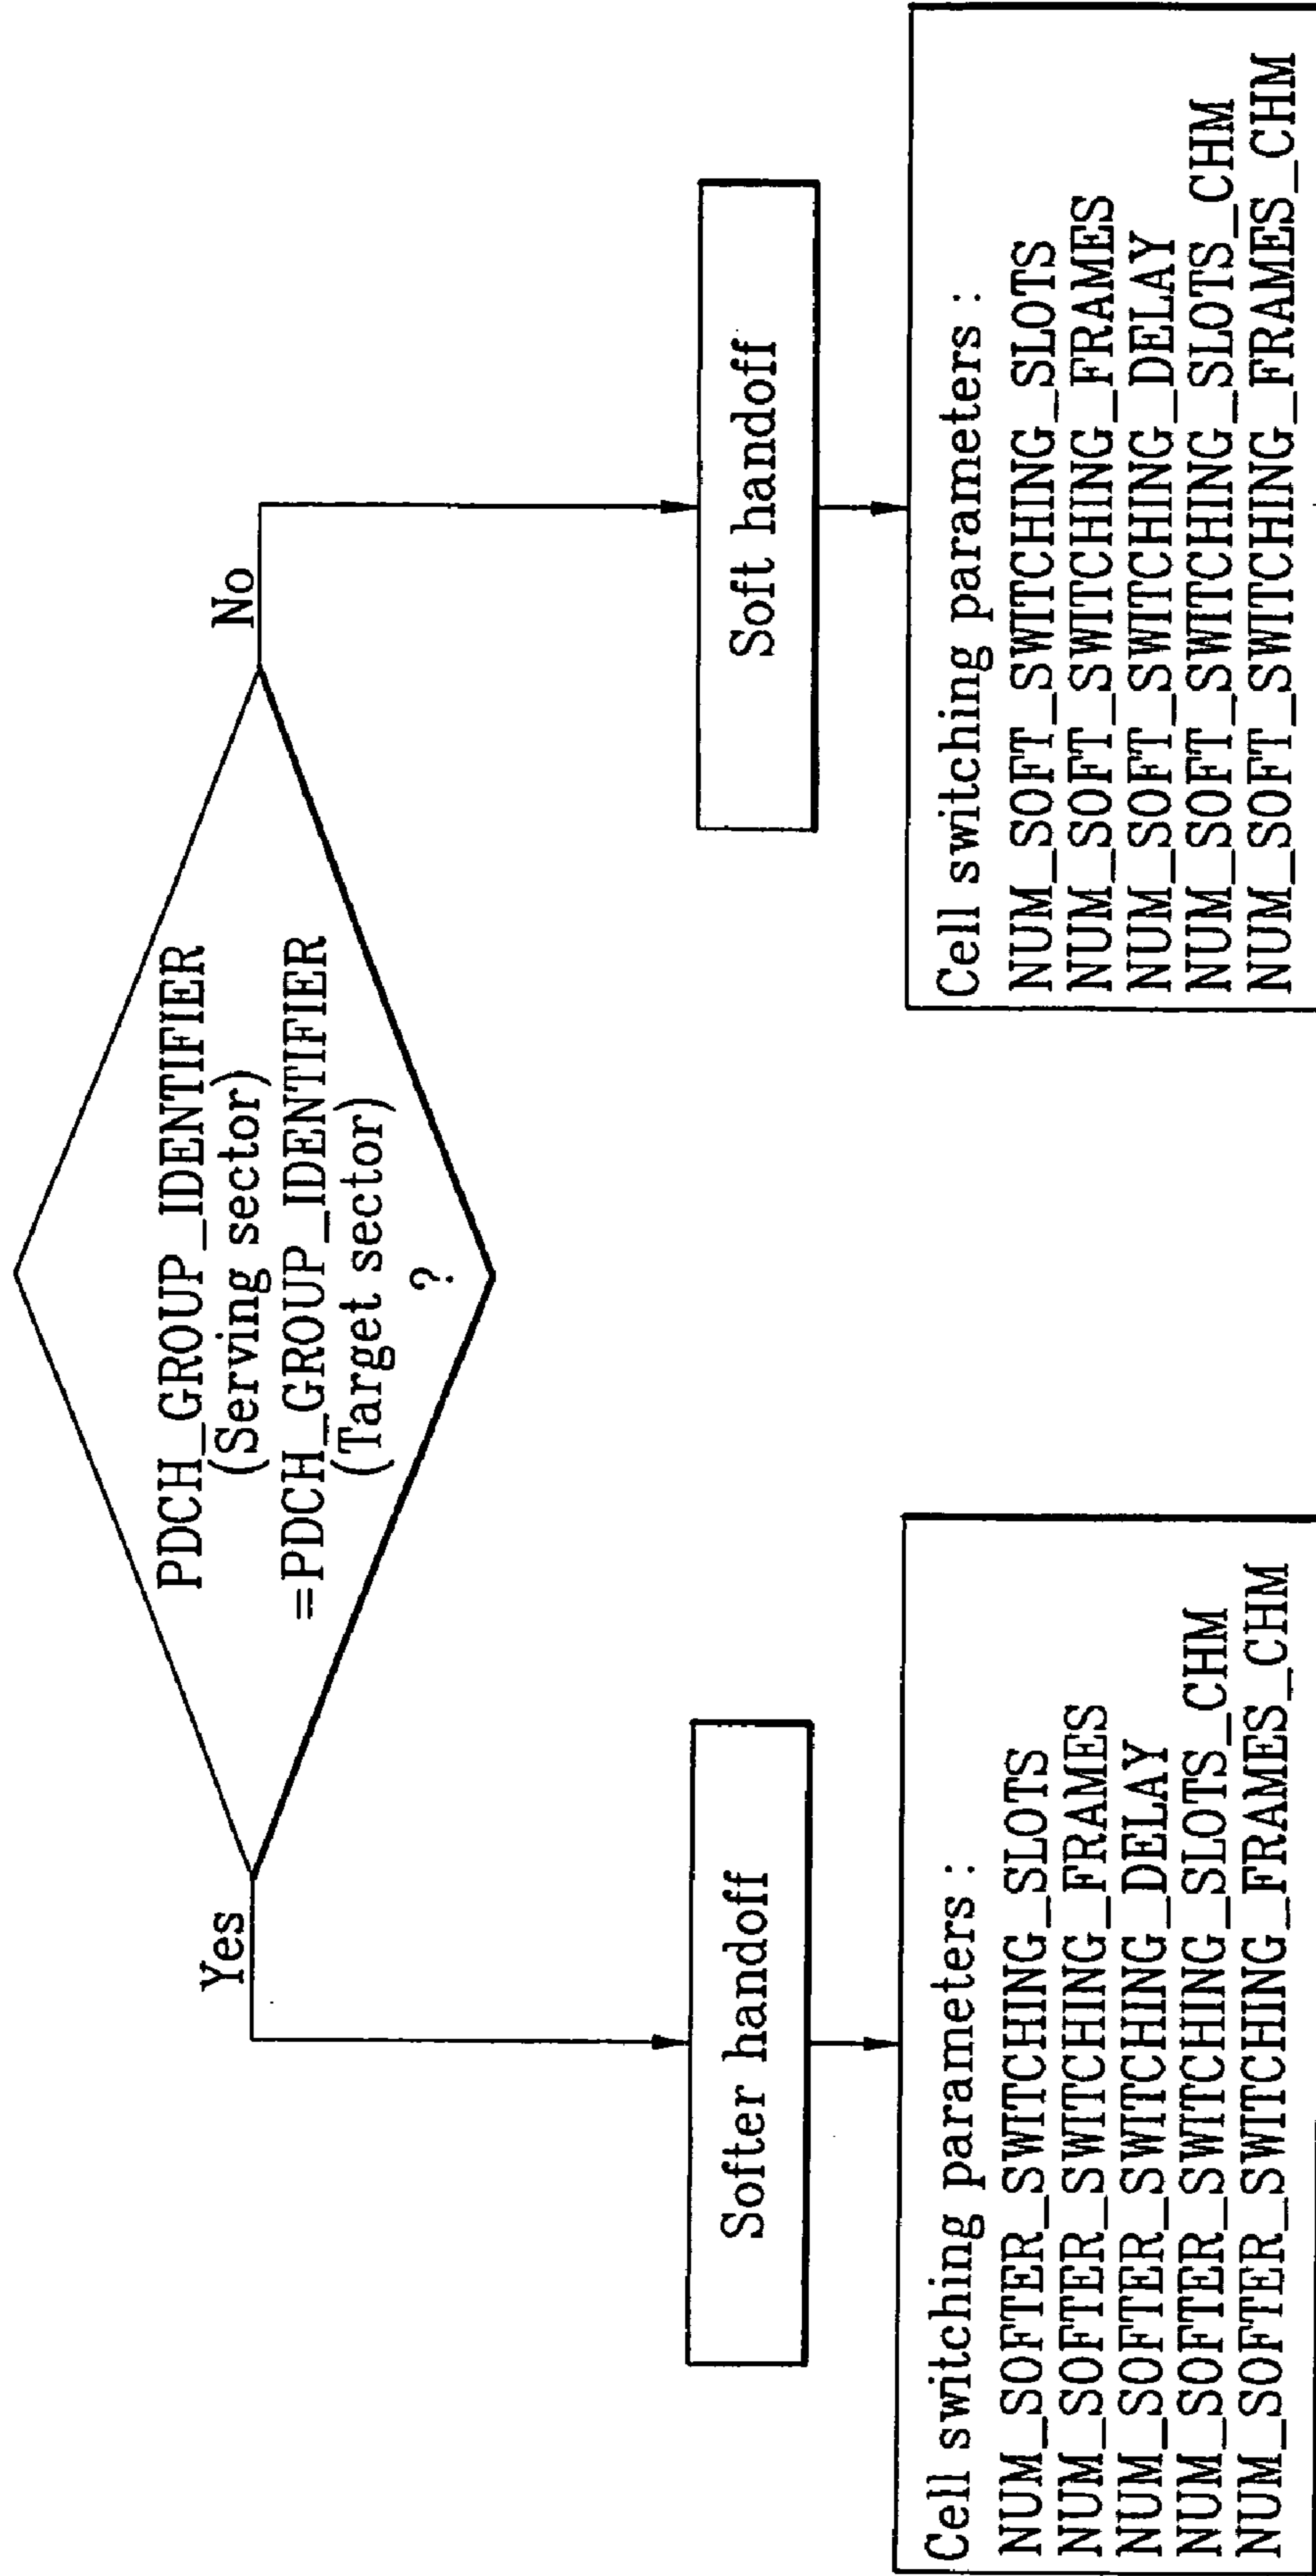 PDCH_GROUP_IDENTIFIER
(Serving sector)
=PDCH_GROUP_IDENTIFIER
(Target sector)
?
Yes
No
Softer handoff
Cell switching parameters :
NUM_SOFTER_SWITCHING_SLOTS
NUM_SOFTER_SWITCHING_FRAMES
NUM_SOFTER_SWITCHING_DELAY
NUM_SOFTER_SWITCHING_SLOTS_CHM
NUM_SOFTER_SWITCHING_FRAMES_CHM
Soft handoff
Cell switching parameters :
NUM_SOFT_SWITCHING_SLOTS
NUM_SOFT_SWITCHING_FRAMES
NUM_SOFT_SWITCHING_DELAY
NUM_SOFT_SWITCHING_SLOTS_CHM
NUM_SOFT_SWITCHING_FRAMES_CHM